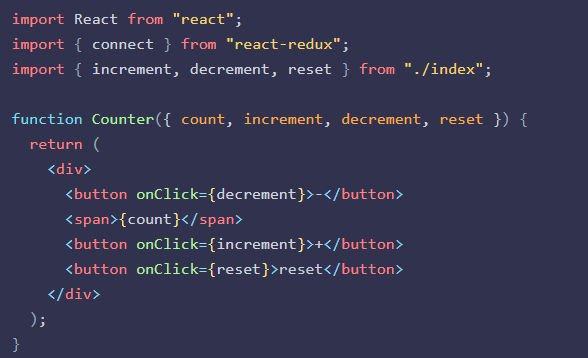 import React from "react";
import { connect } from "react-redux";
import { increment, decrement, reset } from "./index";

function Counter({ count, increment, decrement, reset }) {
  return (
    <div>
      <button onClick={decrement}>-</button>
      <span>{count}</span>
      <button onClick={increment}>+</button>
      <button onClick={reset}>reset</button>
    </div>
  );
}